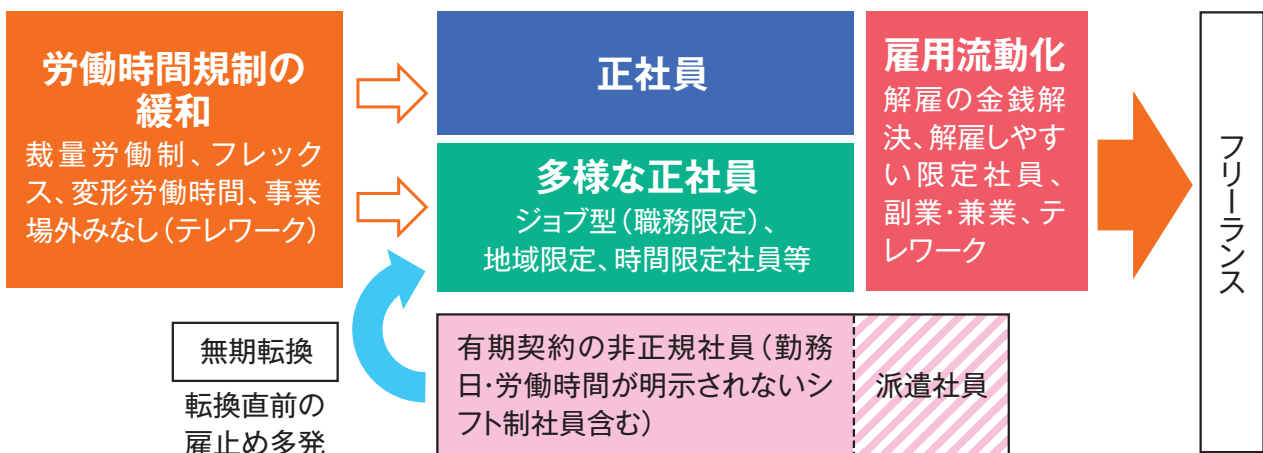 労働時間規制の
緩和
裁量労働制、フレック
ス、変形労働時間、事業
場外みなし（テレワーク）
正社員
多様な正社員
ジョブ型（職務限定）、
地域限定、時間限定社員等
雇用流動化
解雇の金銭解
決、解雇しやす
い限定社員、
副業・兼業、テ
レワーク
フリーランス
無期転換
転換直前の
雇止め多発
有期契約の非正規社員（勤務
日・労働時間が明示されないシ
フト制社員含む）
派遣社員